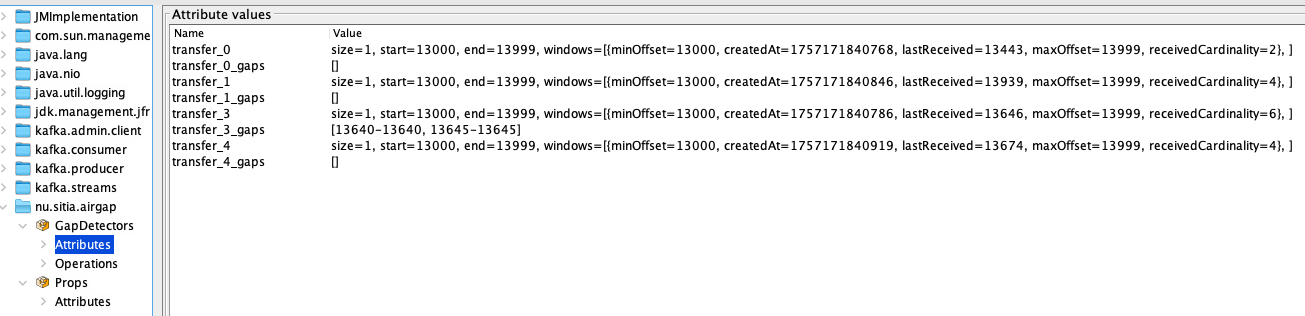 JMImplementation
com.sun.manageme
java.lang
java.nio
java.util.logging
jdk.management.jfr
kafka.admin.client
kafka.consumer
kafka.producer
kafka.streams
nu.sitia.airgap
GapDetectors
Attributes
Operations
Props
Attributes
Attribute values
Name Value
transfer_0 size=1, start=13000, end=13999, windows=[{minOffset=13000, createdAt=1757171840768, lastReceived=13443, maxOffset=13999, receivedCardinality=2}, ]
transfer_0_gaps []
transfer_1 size=1, start=13000, end=13999, windows=[{minOffset=13000, createdAt=1757171840846, lastReceived=13939, maxOffset=13999, receivedCardinality=4}, ]
transfer_1_gaps []
transfer_3 size=1, start=13000, end=13999, windows=[{minOffset=13000, createdAt=1757171840786, lastReceived=13646, maxOffset=13999, receivedCardinality=6}, ]
transfer_3_gaps [13640-13640, 13645-13645]
transfer_4 size=1, start=13000, end=13999, windows=[{minOffset=13000, createdAt=1757171840919, lastReceived=13674, maxOffset=13999, receivedCardinality=4}, ]
transfer_4_gaps []